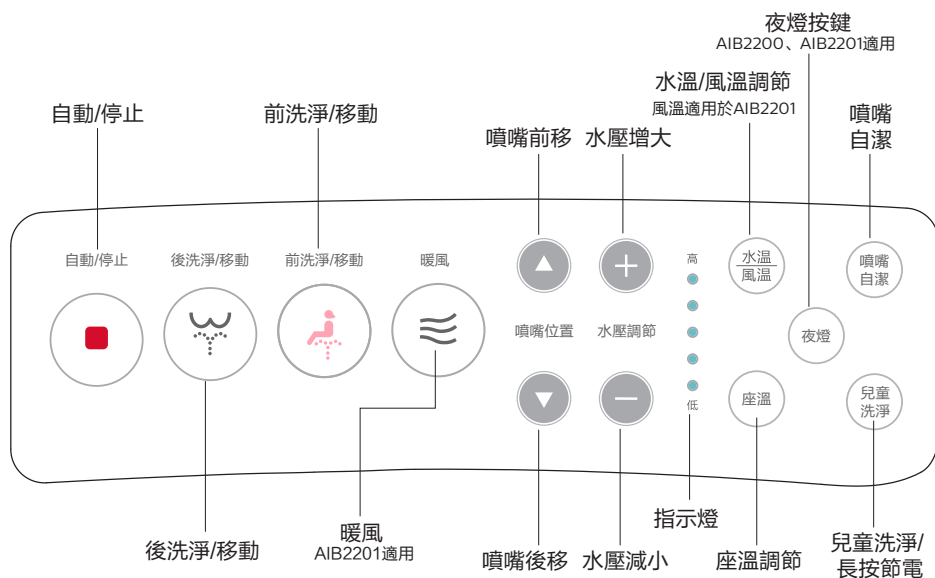 夜燈按鍵
AIB2200、AIB2201適用
水溫/風溫調節
風溫適用於AIB2201
自動/停止
前洗淨/移動
噴嘴前移
水壓增大
噴嘴
自潔
自動/停止
後洗淨/移動
前洗淨/移動
暖風
高
水溫
風溫
噴嘴
自潔
噴嘴位置
水壓調節
夜燈
低
座溫
兒童
洗淨
後洗淨/移動
暖風
AIB2201適用
噴嘴後移
水壓減小
指示燈
座溫調節
兒童洗淨/
長按節電